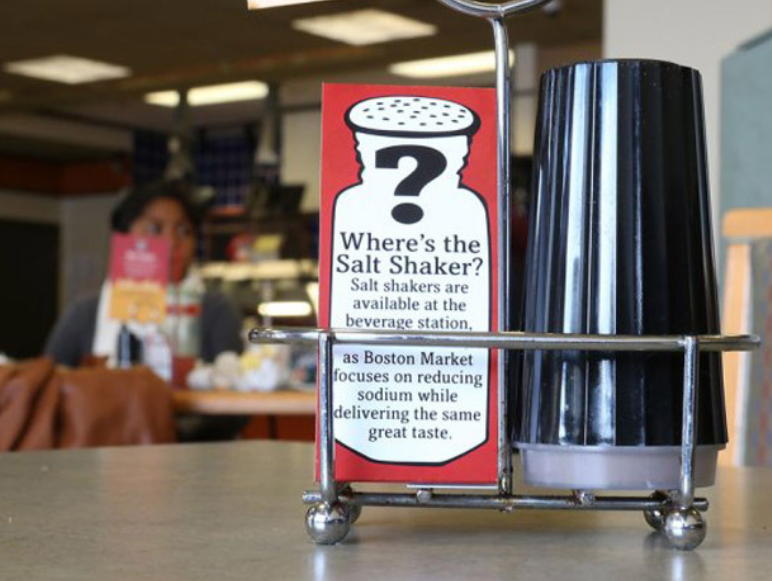 ?
Where's the
Salt Shaker?
Salt shakers are
available at the
beverage station,
as Boston Market
focuses on reducing
sodium while
delivering the same
great taste.